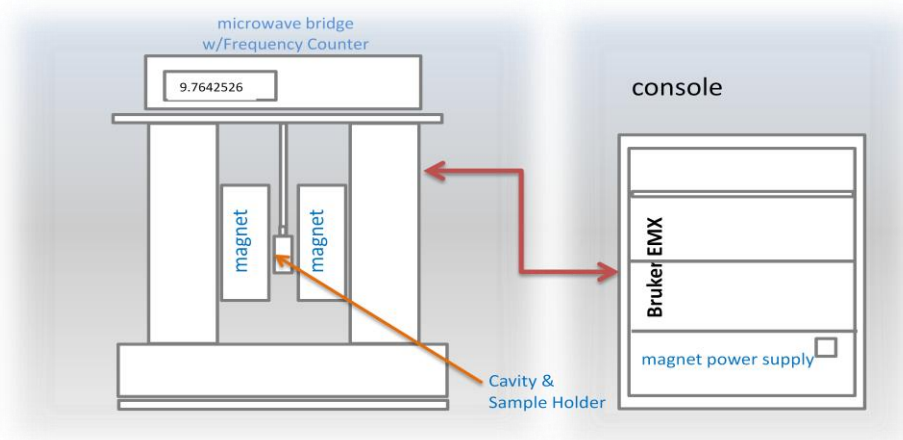 microwave bridge
w/Frequency Counter
9.7642526
console
magnet
magnet
Bruker EMX
magnet power supply
Cavity &
Sample Holder